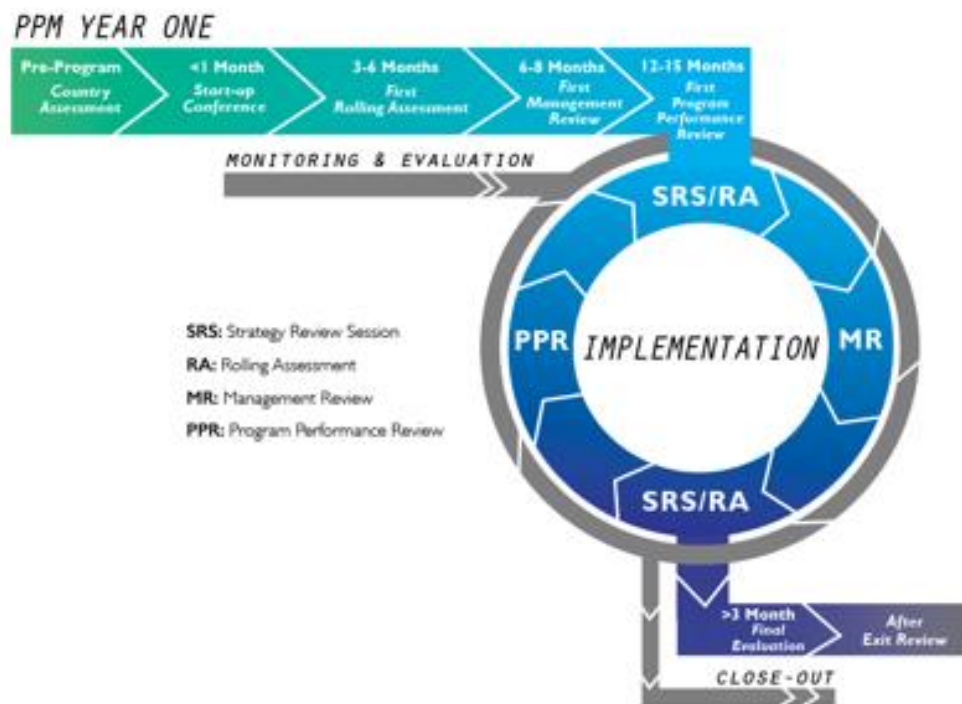 PPM YEAR ONE
Pre-Program
Country
Assessment
<1 Month
Start-up
Conference
3-6 Months
First
Rolling Assessment
6-8 Months
First
Management
Review
12-15 Months
First
Program
Performance
Review
MONITORING & EVALUATION
SRS/RA
PPR
IMPLEMENTATION
MR
SRS: Strategy Review Session
RA: Rolling Assessment
MR: Management Review
PPR: Program Performance Review
SRS/RA
>3 Month
Final
Evaluation
After
Exit Review
CLOSE-OUT